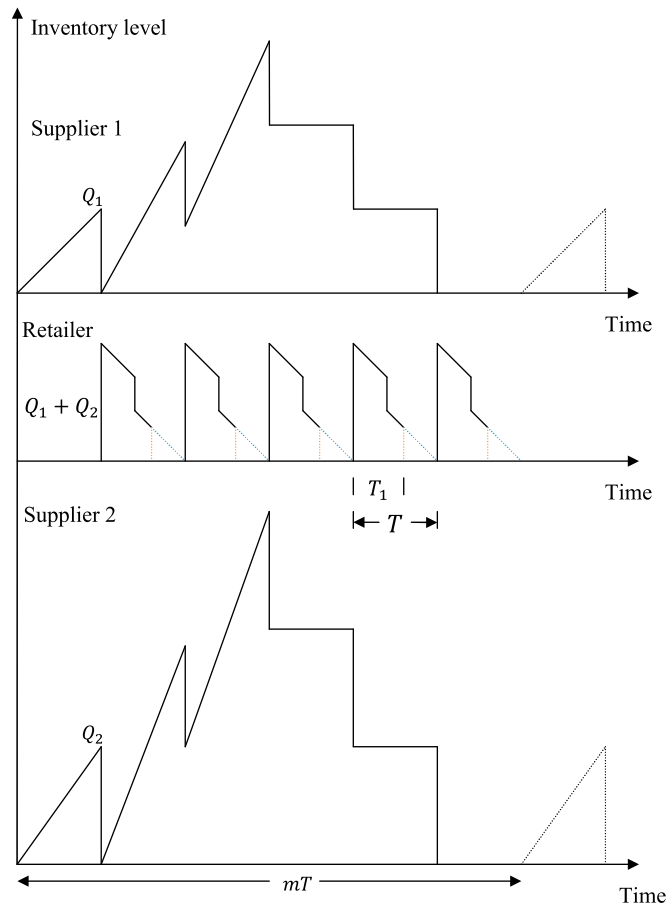 Inventory level
Supplier 1
Q₁
Time
Retailer
Q₁ + Q₂
T₁
Time
T
Supplier 2
Q₂
mT
Time